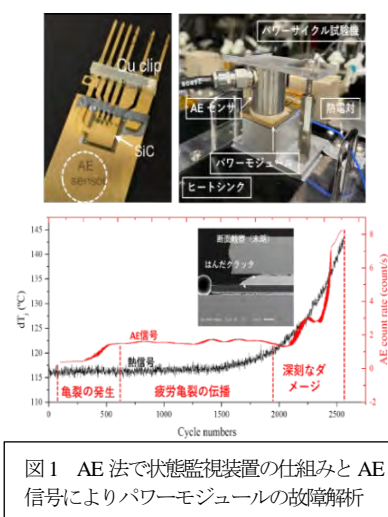 Cu clip
SiC
AE
sensor
パワーサイクル試験機
AEセンサ
熱電対
パワーモジュール
ヒートシンク
145
140
135
130
125
120
115
110
8
6
4
2
0
-2
はんだクラック
AE信号
熱信号
亀裂の発生
疲労亀裂の伝播
深刻なダ
メージ
0
500
1000
1500
2000
2500
Cycle numbers
AE count rate (count/s)
図1 AE 法で状態監視装置の仕組みと AE
信号によりパワーモジュールの故障解析